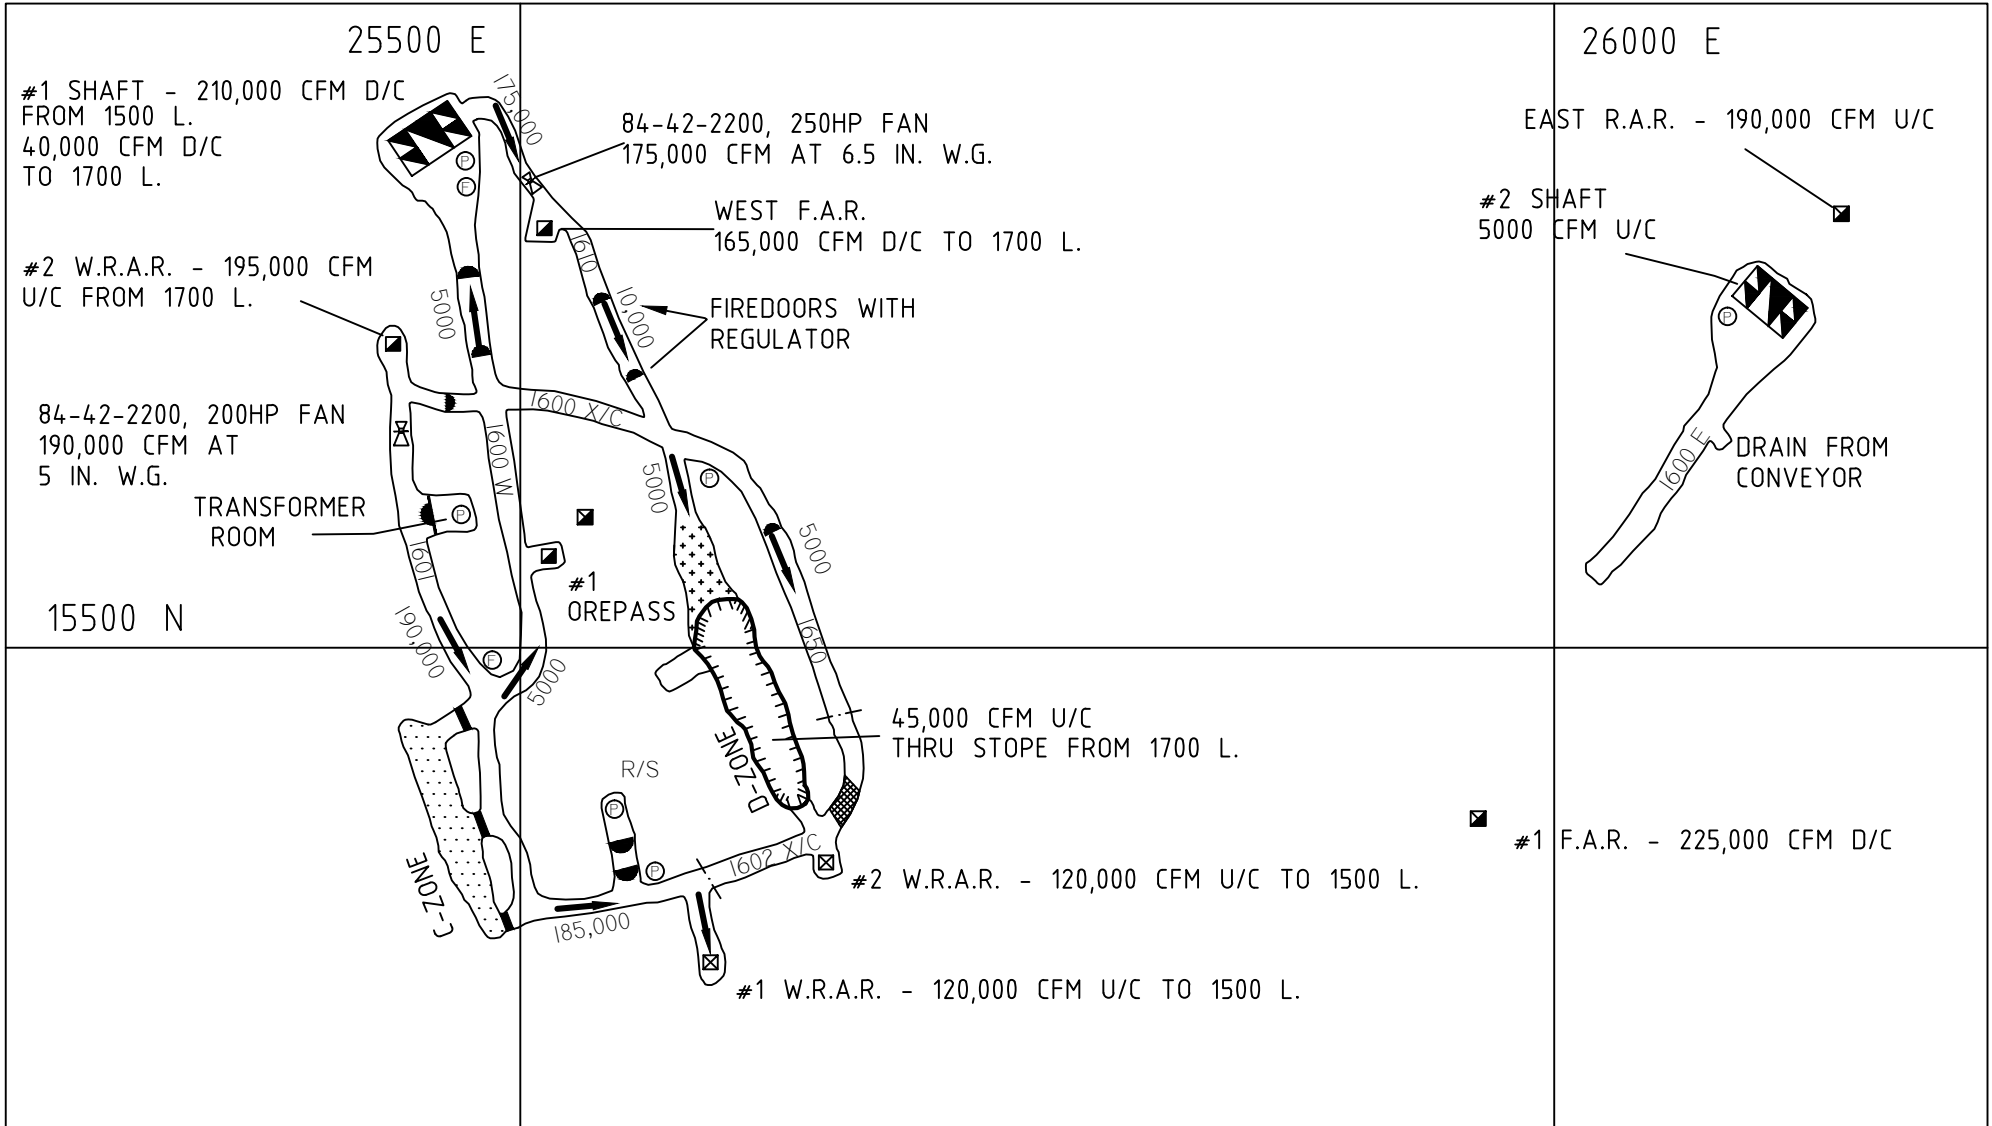 25500 E
26000 E
#1 SHAFT - 210,000 CFM D/C
FROM 1500 L.
40,000 CFM D/C
TO 1700 L.
175,000
84-42-2200, 250HP FAN
175,000 CFM AT 6.5 IN. W.G.
EAST R.A.R. - 190,000 CFM U/C
P
F
WEST F.A.R.
165,000 CFM D/C TO 1700 L.
#2 SHAFT
5000 CFM U/C
#2 W.R.A.R. - 195,000 CFM
U/C FROM 1700 L.
1610
5000
10,000
FIREDOORS WITH
REGULATOR
P
84-42-2200, 200HP FAN
190,000 CFM AT
5 IN. W.G.
1600 X/C
1600 W
5000
P
1600 E
DRAIN FROM
CONVEYOR
TRANSFORMER
ROOM
P
1601
5000
#1
OREPASS
15500 N
190,000
F
5000
1650
45,000 CFM U/C
THRU STOPE FROM 1700 L.
D-ZONE
R/S
P
C-ZONE
P
1602 X/C
185,000
#2 W.R.A.R. - 120,000 CFM U/C TO 1500 L.
#1 F.A.R. - 225,000 CFM D/C
#1 W.R.A.R. - 120,000 CFM U/C TO 1500 L.